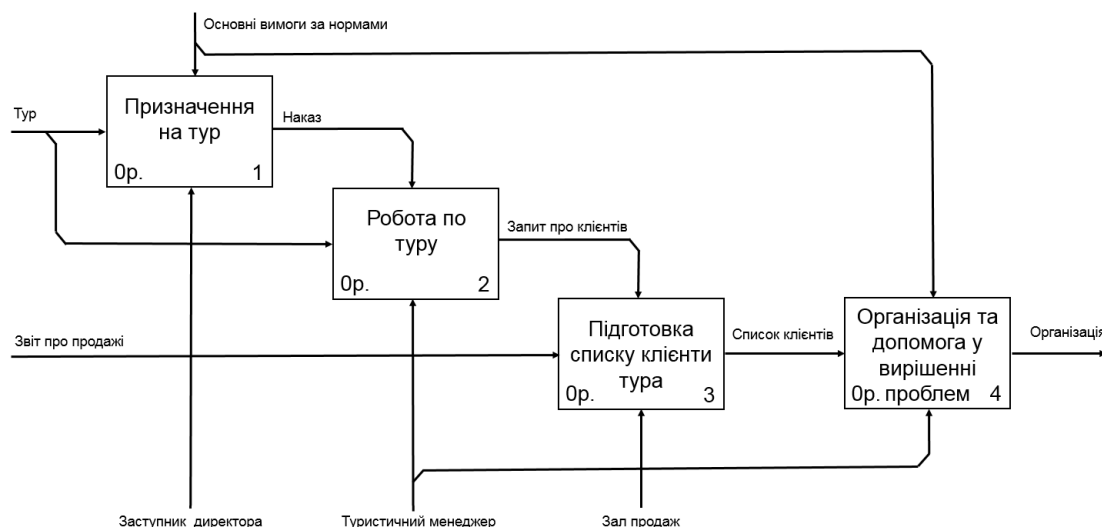 Основні вимоги за нормами
Тур
Призначення
на тур
0р.
1
Наказ
Робота по
туру
0р.
2
Запит про клієнтів
Звіт про продажі
Підготовка
списку клієнти
тура
0р.
3
Список клієнтів
Організація та
допомога у
вирішенні
0р. проблем 4
Організація
Заступник директора
Туристичний менеджер
Зал продаж